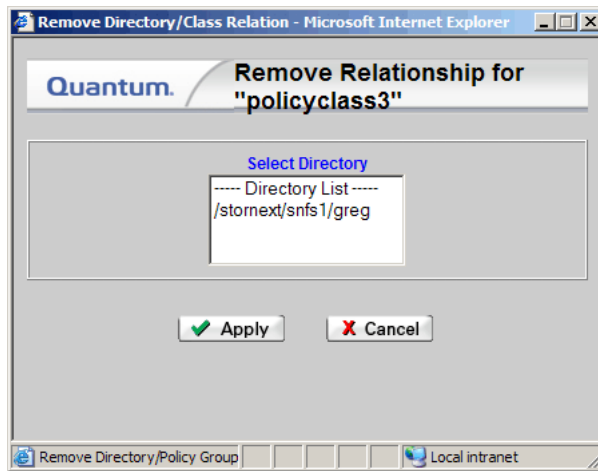 Remove Directory/Class Relation - Microsoft Internet Explorer
Quantum.
Remove Relationship for
"policyclass3"
Select Directory
----- Directory List -----
/stornext/snfs1/greg
Apply
Cancel
Remove Directory/Policy Group
Local intranet